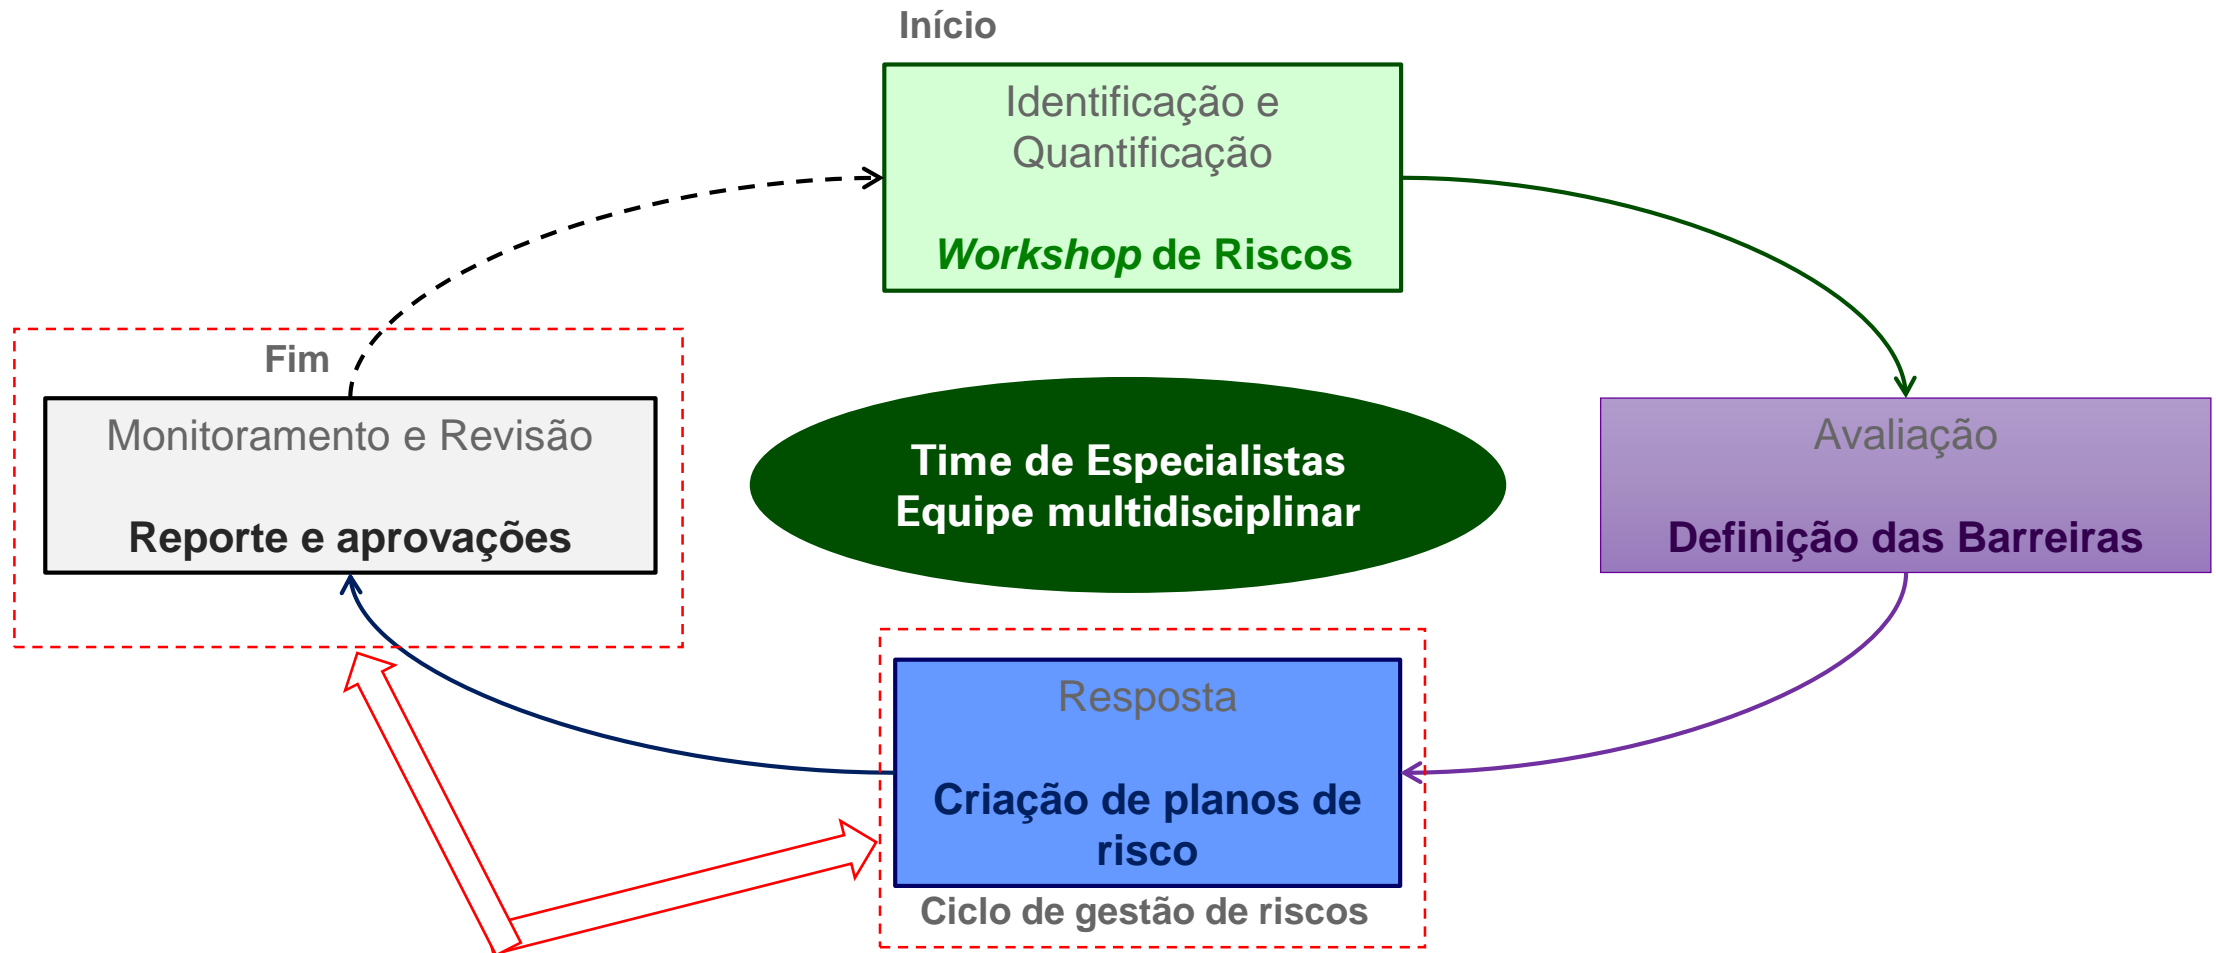 Início
Identificação e
Quantificação
Workshop de Riscos
Fim
Monitoramento e Revisão
Reporte e aprovações
Time de Especialistas
Equipe multidisciplinar
Avaliação
Definição das Barreiras
Resposta
Criação de planos de
risco
Ciclo de gestão de riscos